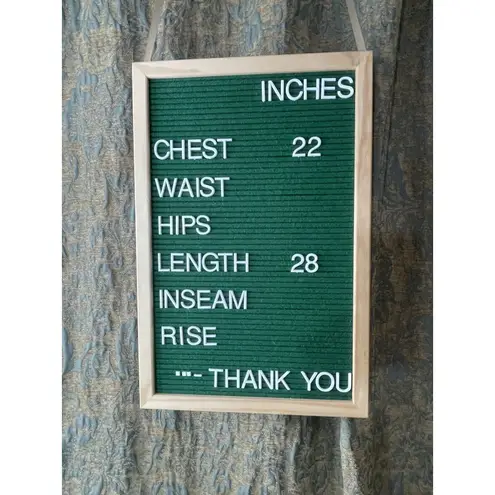 INCHES
CHEST 22
WAIST
HIPS
LENGTH 28
INSEAM
RISE
"'- THANK YOU